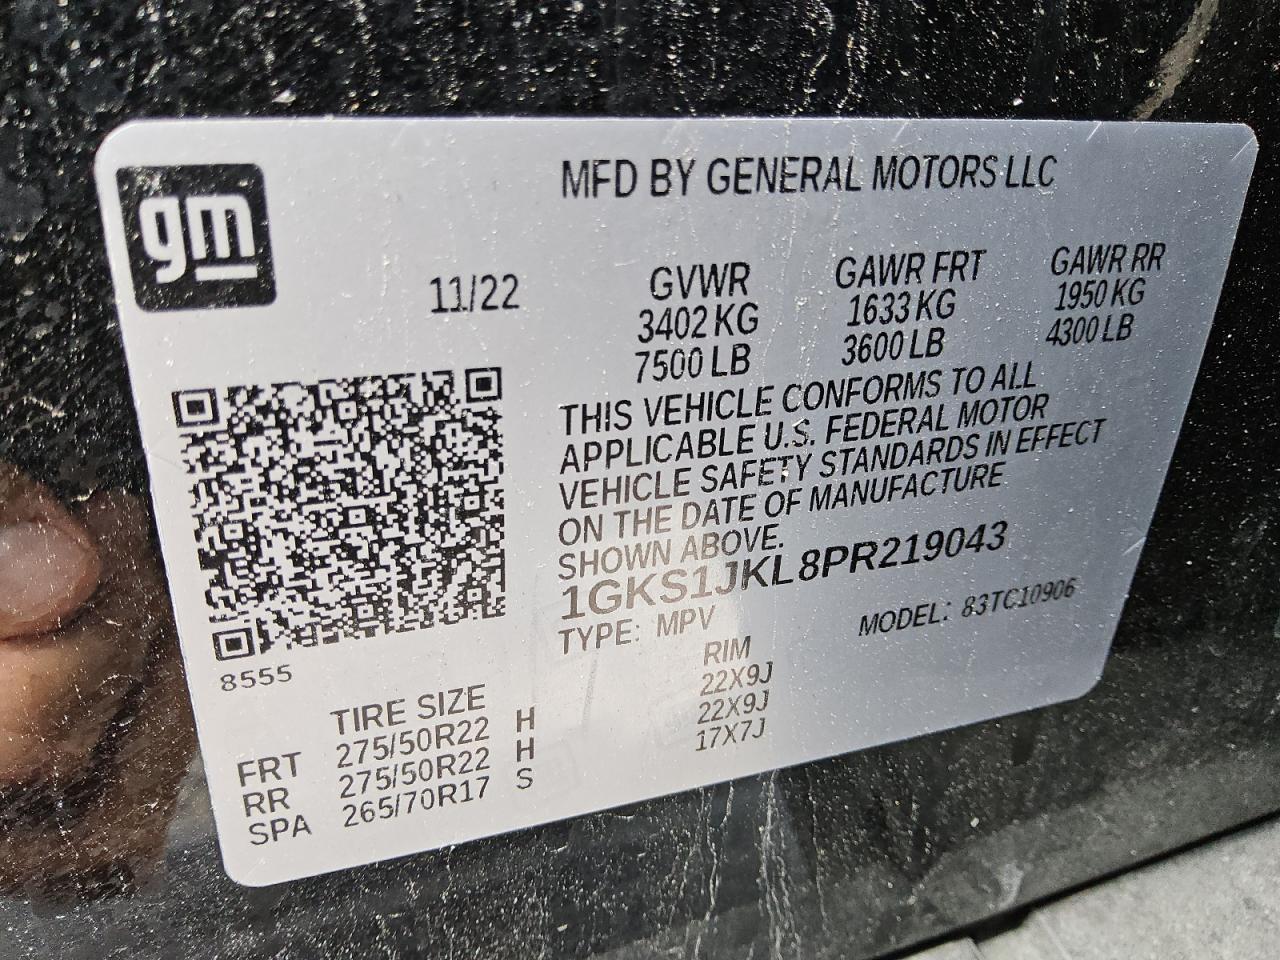 gm
MFD BY GENERAL MOTORS LLC
11/22
GVWR GAWR FRT GAWR RR
3402 KG 1633 KG 1950 KG
7500 LB 3600 LB 4300 LB
THIS VEHICLE CONFORMS TO ALL
APPLICABLE U.S. FEDERAL MOTOR
VEHICLE SAFETY STANDARDS IN EFFECT
ON THE DATE OF MANUFACTURE
SHOWN ABOVE.
1GKS1JKL8PR219043
TYPE: MPV MODEL: 83TC10906
8555
TIRE SIZE RIM
FRT 275/50R22 H 22X9J
RR 275/50R22 H 22X9J
SPA 265/70R17 S 17X7J